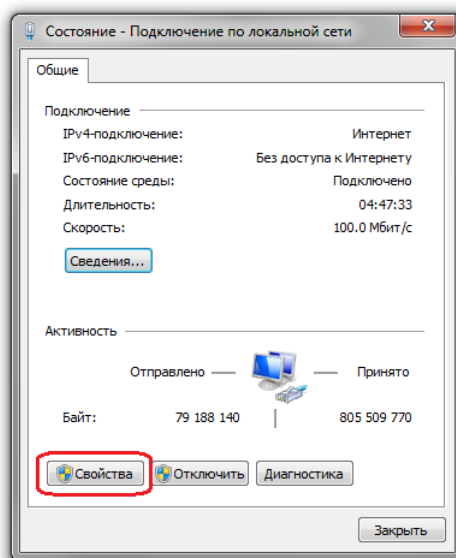 Состояние - Подключение по локальной сети
Общие
Подключение
IPv4-подключение: Интернет
IPv6-подключение: Без доступа к Интернету
Состояние среды: Подключено
Длительность: 04:47:33
Скорость: 100.0 Мбит/с
Сведения...
Активность
Отправлено — — Принято
Байт: 79 188 140 | 805 509 770
Свойства Отключить Диагностика
Закрыть